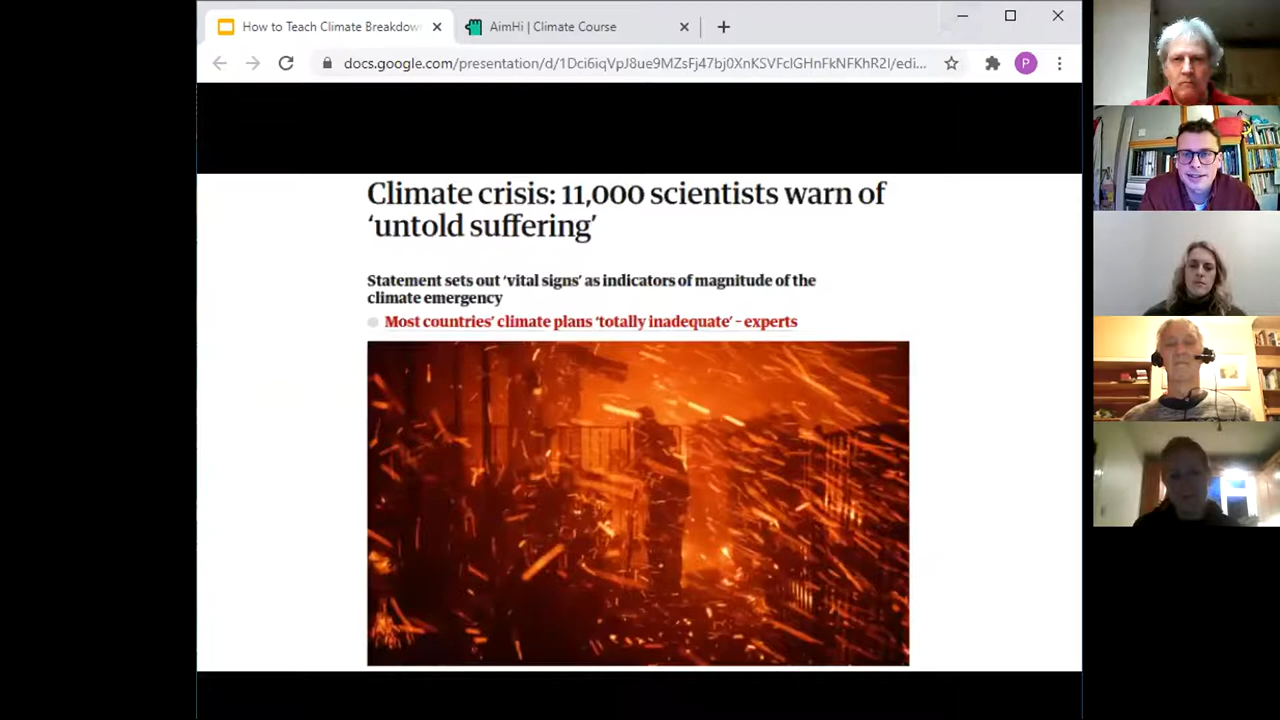 How to Teach Climate Breakdow
AimHi | Climate Course
docs.google.com/presentation/d/1Dci6iqVpJ8ue9MZsFj47bj0XnKSVFclGHnFkNFKhR2I/edi...
P
Climate crisis: 11,000 scientists warn of
‘untold suffering’
Statement sets out ‘vital signs’ as indicators of magnitude of the
climate emergency
Most countries’ climate plans ‘totally inadequate’ – experts